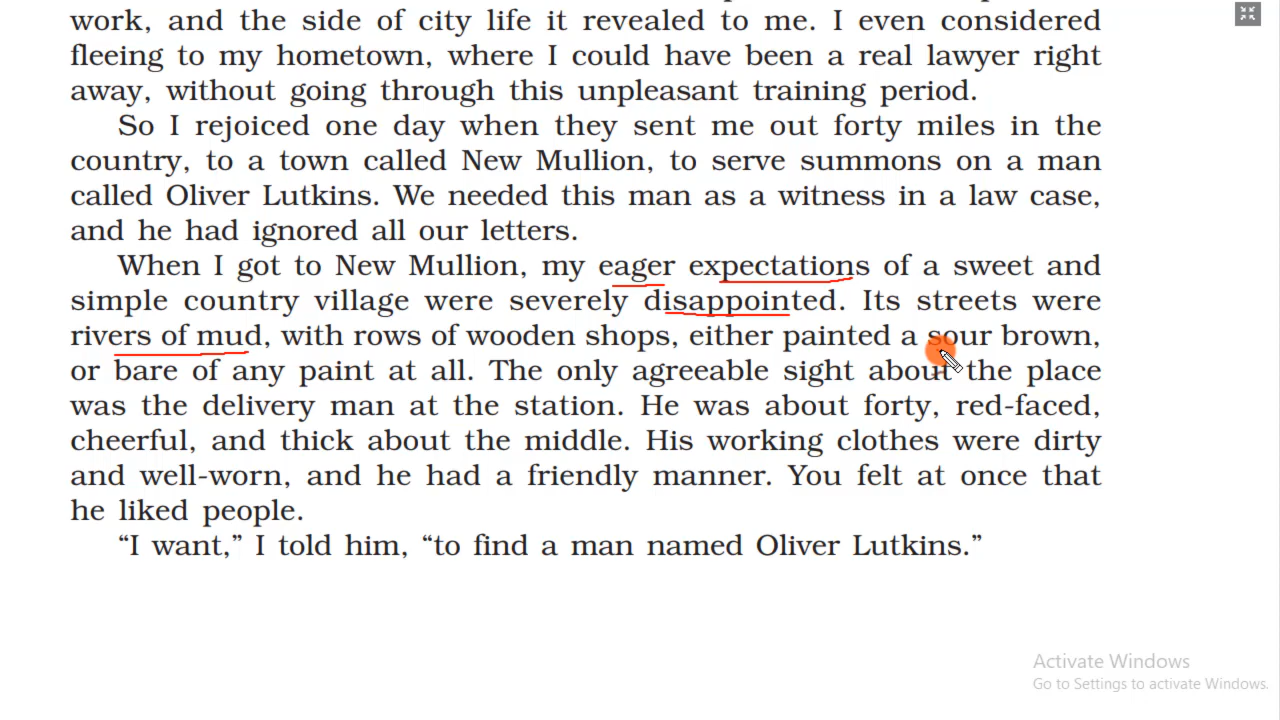 work, and the side of city life it revealed to me. I even considered
fleeing to my hometown, where I could have been a real lawyer right
away, without going through this unpleasant training period.
So I rejoiced one day when they sent me out forty miles in the
country, to a town called New Mullion, to serve summons on a man
called Oliver Lutkins. We needed this man as a witness in a law case,
and he had ignored all our letters.
When I got to New Mullion, my eager expectations of a sweet and
simple country village were severely disappointed. Its streets were
rivers of mud, with rows of wooden shops, either painted a sour brown,
or bare of any paint at all. The only agreeable sight about the place
was the delivery man at the station. He was about forty, red-faced,
cheerful, and thick about the middle. His working clothes were dirty
and well-worn, and he had a friendly manner. You felt at once that
he liked people.
“I want,” I told him, “to find a man named Oliver Lutkins.”
Activate Windows
Go to Settings to activate Windows.